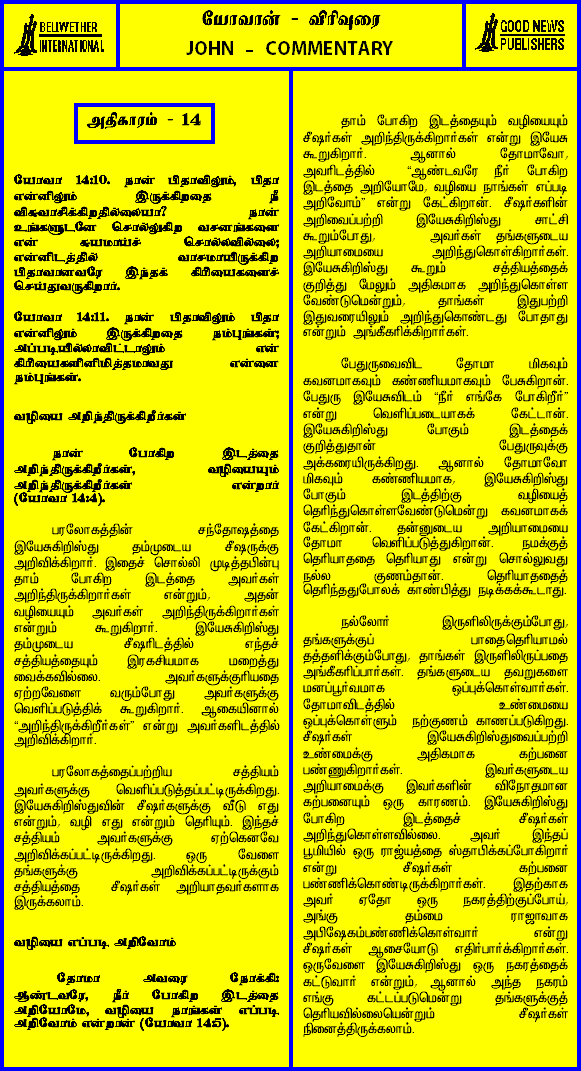 BELIWETHER
INTERNATIONAL
யோவான் - விரிவுரை
JOHN - COMMENTARY
GOOD NEWS
PUBLISHERS
அதிகாரம் - 14
யோவா 14:10. நான் பிதாவிலும், பிதா
என்னிலும் இருக்கிறதை நீ
விசுவாசிக்கிறதில்லையா? நான்
உங்களுடனே சொல்லுகிற வசனங்களை
என் சுயமாய்ச் சொல்லவில்லை;
என்னிடத்தில் வாசமாயிருக்கிற
பிதாவானவரே இந்தக் கிரியைகளைச்
செய்துவருகிறார்.
யோவா 14:11. நான் பிதாவிலும் பிதா
என்னிலும் இருக்கிறதை நம்புங்கள்;
அப்படியில்லாவிட்டாலும் என்
கிரியைகளினிமித்தமாவது என்னை
நம்புங்கள்.
வழியை அறிந்திருக்கிறீர்கள்
நான் போகிற இடத்தை
அறிந்திருக்கிறீர்கள், வழியையும்
அறிந்திருக்கிறீர்கள் என்றார்
(யோவா 14:4).
பரலோகத்தின் சந்தோஷத்தை
இயேசுகிறிஸ்து தம்முடைய சீஷருக்கு
அறிவிக்கிறார். இதைச் சொல்லி முடித்தபின்பு
தாம் போகிற இடத்தை அவர்கள்
அறிந்திருக்கிறார்கள் என்றும், அதன்
வழியையும் அவர்கள் அறிந்திருக்கிறார்கள்
என்றும் கூறுகிறார். இயேசுகிறிஸ்து
தம்முடைய சீஷரிடத்தில் எந்தச்
சத்தியத்தையும் இரகசியமாக மறைத்து
வைக்கவில்லை. அவர்களுக்குரியதை
ஏற்றவேளை வரும்போது அவர்களுக்கு
வெளிப்படுத்திக் கூறுகிறார். ஆகையினால்
“அறிந்திருக்கிறீர்கள்” என்று அவர்களிடத்தில்
அறிவிக்கிறார்.
பரலோகத்தைப்பற்றிய சத்தியம்
அவர்களுக்கு வெளிப்படுத்தப்பட்டிருக்கிறது.
இயேசுகிறிஸ்துவின் சீஷர்களுக்கு வீடு எது
என்றும், வழி எது என்றும் தெரியும். இந்தச்
சத்தியம் அவர்களுக்கு ஏற்கெனவே
அறிவிக்கப்பட்டிருக்கிறது. ஒரு வேளை
தங்களுக்கு அறிவிக்கப்பட்டிருக்கும்
சத்தியத்தை சீஷர்கள் அறியாதவர்களாக
இருக்கலாம்.
வழியை எப்படி அறிவோம்
தோமா அவரை நோக்கி:
ஆண்டவரே, நீர் போகிற இடத்தை
அறியோமே, வழியை நாங்கள் எப்படி
அறிவோம் என்றான் (யோவா 14:5).
தாம் போகிற இடத்தையும் வழியையும்
சீஷர்கள் அறிந்திருக்கிறார்கள் என்று இயேசு
கூறுகிறார். ஆனால் தோமாவோ,
அவரிடத்தில் “ஆண்டவரே நீர் போகிற
இடத்தை அறியோமே, வழியை நாங்கள் எப்படி
அறிவோம்” என்று கேட்கிறான். சீஷர்களின்
அறிவைப்பற்றி இயேசுகிறிஸ்து சாட்சி
கூறும்போது, அவர்கள் தங்களுடைய
அறியாமையை அறிந்துகொள்கிறார்கள்.
இயேசுகிறிஸ்து கூறும் சத்தியத்தைக்
குறித்து மேலும் அதிகமாக அறிந்துகொள்ள
வேண்டுமென்றும், தாங்கள் இதுபற்றி
இதுவரையிலும் அறிந்துகொண்டது போதாது
என்றும் அங்கீகரிக்கிறார்கள்.
பேதுருவைவிட தோமா மிகவும்
கவனமாகவும் கண்ணியமாகவும் பேசுகிறான்.
பேதுரு இயேசுவிடம் “நீர் எங்கே போகிறீர்”
என்று வெளிப்படையாகக் கேட்டான்.
இயேசுகிறிஸ்து போகும் இடத்தைக்
குறித்துதான் பேதுருவுக்கு
அக்கரையிருக்கிறது. ஆனால் தோமாவோ
மிகவும் கண்ணியமாக, இயேசுகிறிஸ்து
போகும் இடத்திற்கு வழியைத்
தெரிந்துகொள்ளவேண்டுமென்று கவனமாகக்
கேட்கிறான். தன்னுடைய அறியாமையை
தோமா வெளிப்படுத்துகிறான். நமக்குத்
தெரியாததை தெரியாது என்று சொல்லுவது
நல்ல குணம்தான். தெரியாததைத்
தெரிந்ததுபோலக் காண்பித்து நடிக்கக்கூடாது.
நல்லோர் இருளிலிருக்கும்போது,
தங்களுக்குப் பாதைதெரியாமல்
தத்தளிக்கும்போது, தாங்கள் இருளிலிருப்பதை
அங்கீகரிப்பார்கள். தங்களுடைய தவறுகளை
மனப்பூர்வமாக ஒப்புக்கொள்வார்கள்.
தோமாவிடத்தில் உண்மையை
ஒப்புக்கொள்ளும் நற்குணம் காணப்படுகிறது.
சீஷர்கள் இயேசுகிறிஸ்துவைப்பற்றி
உண்மைக்கு அதிகமாக கற்பனை
பண்ணுகிறார்கள். இவர்களுடைய
அறியாமைக்கு இவர்களின் விநோதமான
கற்பனையும் ஒரு காரணம். இயேசுகிறிஸ்து
போகிற இடத்தைச் சீஷர்கள்
அறிந்துகொள்ளவில்லை. அவர் இந்தப்
பூமியில் ஒரு ராஜ்யத்தை ஸ்தாபிக்கப்போகிறார்
என்று சீஷர்கள் கற்பனை
பண்ணிக்கொண்டிருக்கிறார்கள். இதற்காக
அவர் ஏதோ ஒரு நகரத்திற்குப்போய்,
அங்கு தம்மை ராஜாவாக
அபிஷேகம்பண்ணிக்கொள்வார் என்று
சீஷர்கள் ஆசையோடு எதிர்பார்க்கிறார்கள்.
ஒருவேளை இயேசுகிறிஸ்து ஒரு நகரத்தைக்
கட்டுவார் என்றும், ஆனால் அந்த நகரம்
எங்கு கட்டப்படுமென்று தங்களுக்குத்
தெரியவில்லையென்றும் சீஷர்கள்
நினைத்திருக்கலாம்.